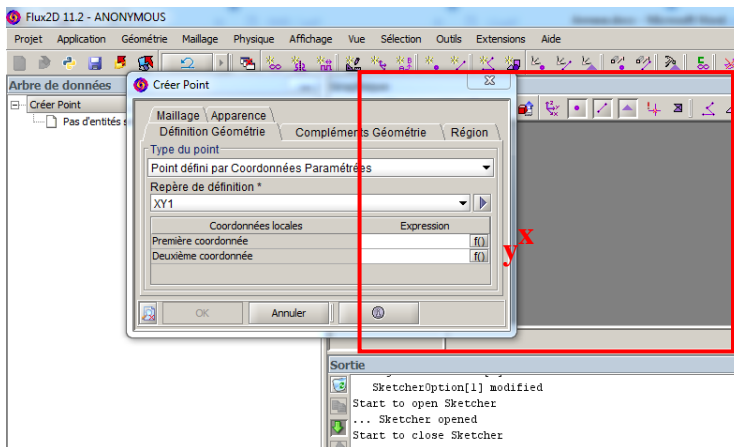 Flux2D 11.2 - ANONYMOUS
Projet Application Géométrie Maillage Physique Affichage Vue Sélection Outils Extensions Aide
Arbre de données
Créer Point
Pas d'entités s
Créer Point
Maillage Apparence
Définition Géométrie Compléments Géométrie Région
Type du point
Point défini par Coordonnées Paramétrées
Repère de définition *
XY1
Coordonnées locales Expression
Première coordonnée f()
Deuxième coordonnée f()
y x
OK Annuler
Sortie
SketcherOption[1] modified
Start to open Sketcher
... Sketcher opened
Start to close Sketcher